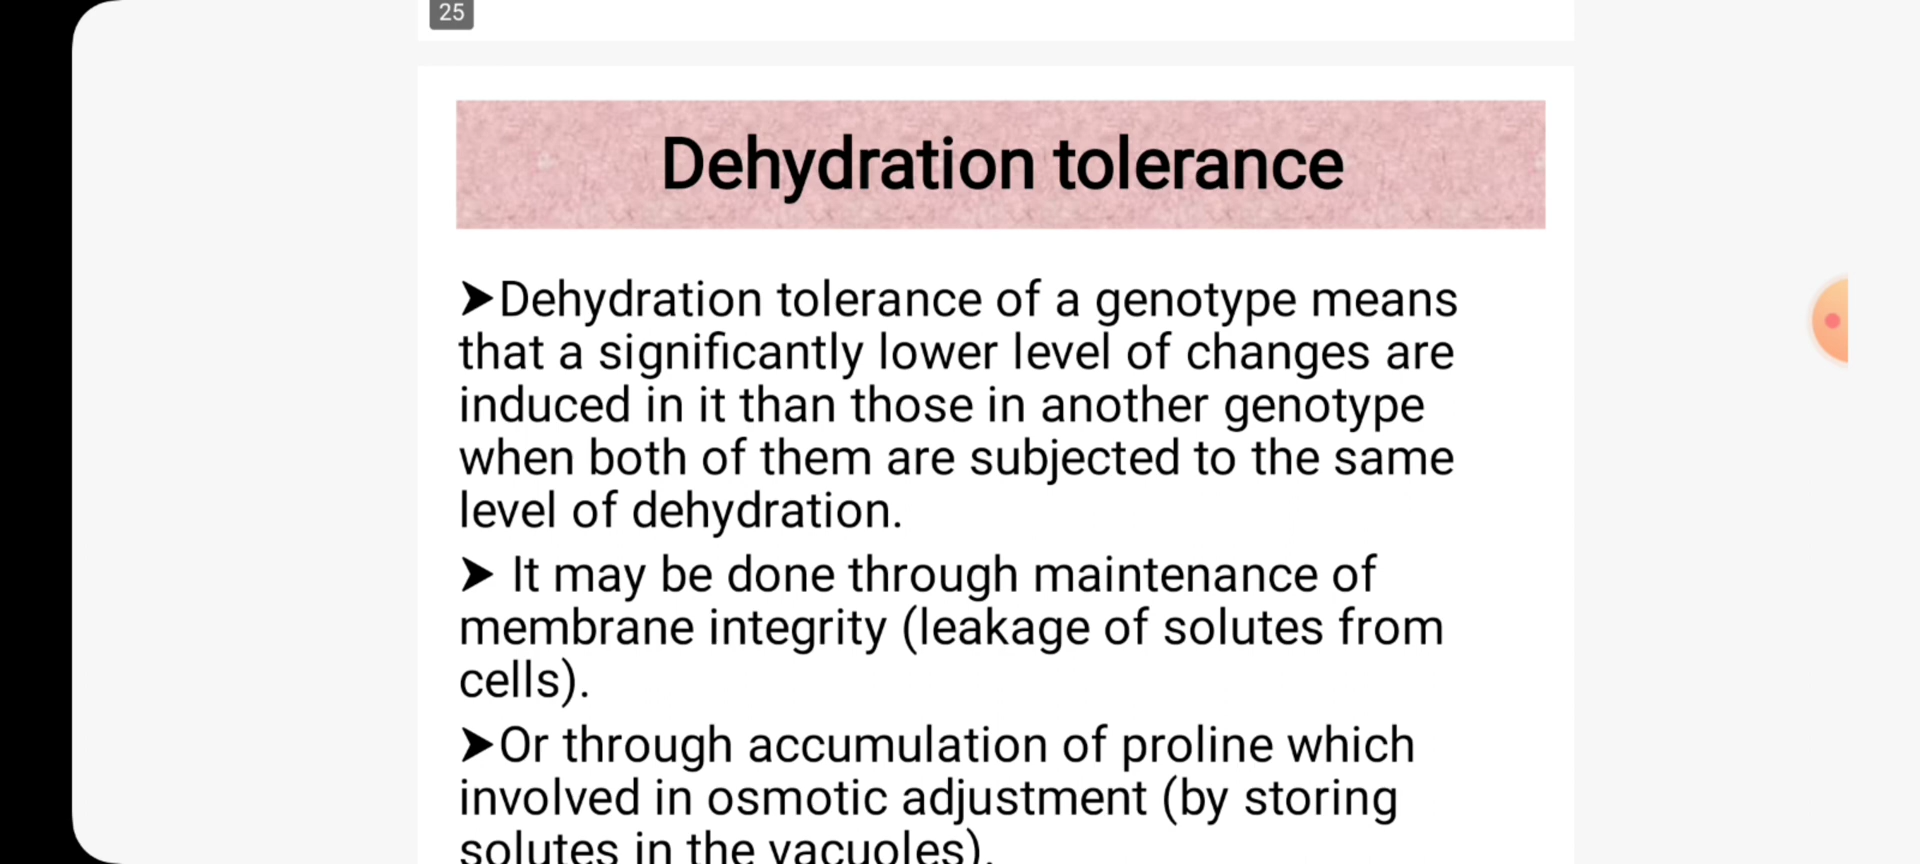 25
Dehydration tolerance
➤Dehydration tolerance of a genotype means
that a significantly lower level of changes are
induced in it than those in another genotype
when both of them are subjected to the same
level of dehydration.
➤ It may be done through maintenance of
membrane integrity (leakage of solutes from
cells).
➤Or through accumulation of proline which
involved in osmotic adjustment (by storing
solutes in the vacuoles).